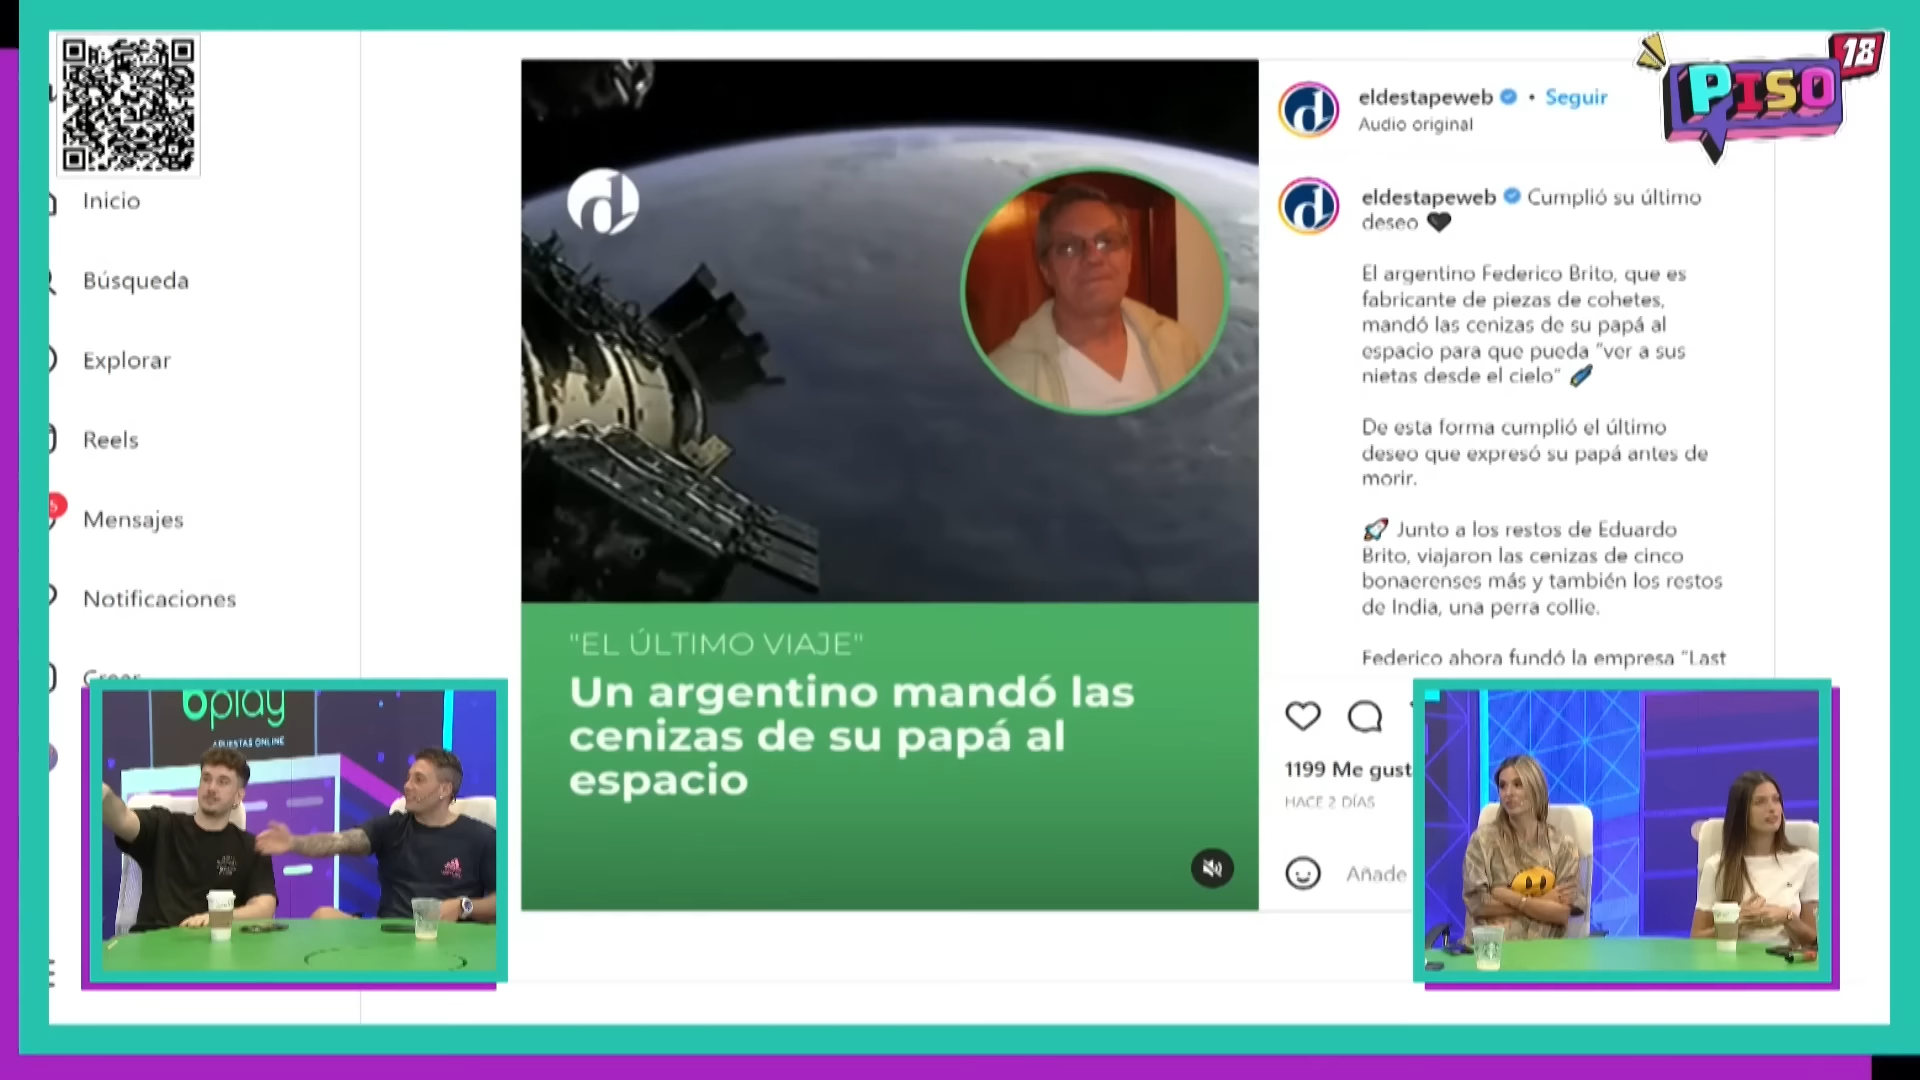 PISO 18
Inicio
Búsqueda
Explorar
Reels
Mensajes
Notificaciones
Crear
"EL ÚLTIMO VIAJE"
Un argentino mandó las
cenizas de su papá al
espacio
eldestapeweb • Seguir
Audio original
eldestapeweb Cumplió su último
deseo 🖤
El argentino Federico Brito, que es
fabricante de piezas de cohetes,
mandó las cenizas de su papá al
espacio para que pueda "ver a sus
nietas desde el cielo"
De esta forma cumplió el último
deseo que expresó su papá antes de
morir.
🚀 Junto a los restos de Eduardo
Brito, viajaron las cenizas de cinco
bonaerenses más y también los restos
de India, una perra collie.
Federico ahora fundó la empresa "Last
1199 Me gust
HACE 2 DÍAS
Añade
bplay
APUESTAS ONLINE